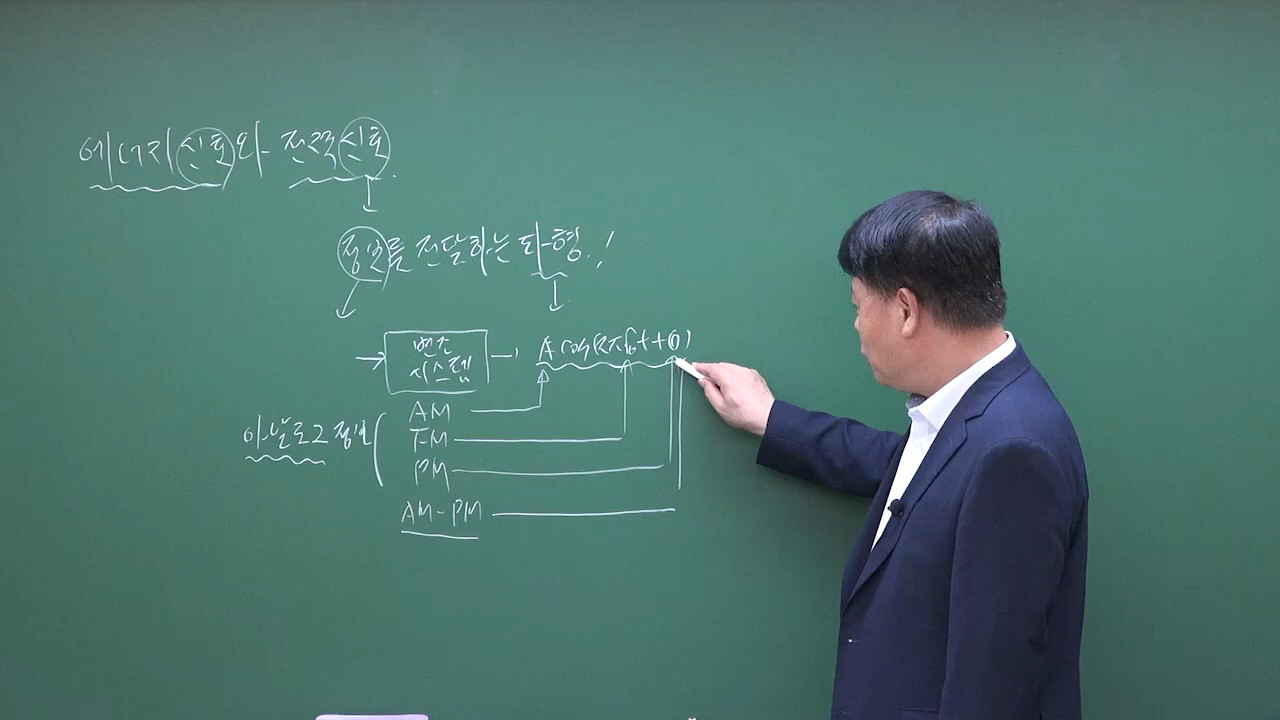 에너지 신호와 전력 신호.
정보를 전달하는 파형.!
변조
시스템
A cos(2πf₀t+θ)
AM
FM
아날로그 정보
PM
AM-PM